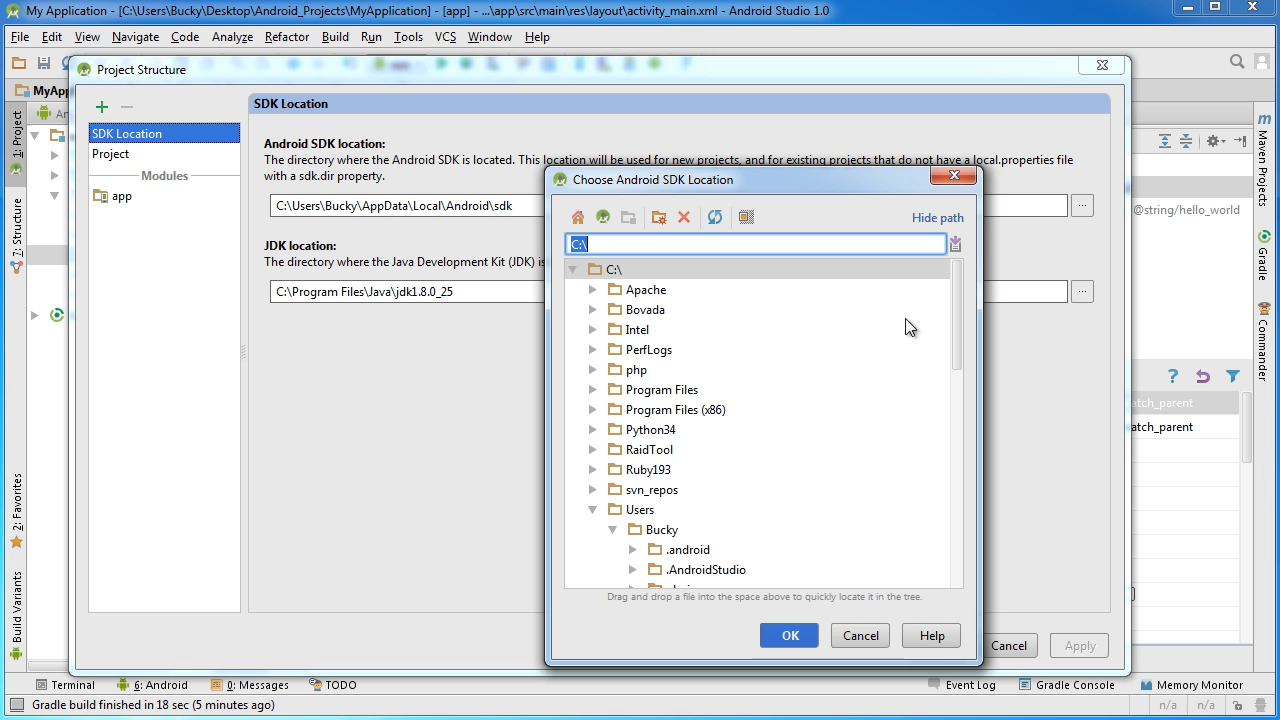 My Application - [C:\Users\Bucky\Desktop\Android_Projects\MyApplication] - [app] - ...\app\src\main\res\layout\activity_main.xml - Android Studio 1.0
File Edit View Navigate Code Analyze Refactor Build Run Tools VCS Window Help
Project Structure
MyApp
SDK Location
Project
Modules
app
SDK Location
Android SDK location:
The directory where the Android SDK is located. This location will be used for new projects, and for existing projects that do not have a local.properties file
with a sdk.dir property.
C:\Users\Bucky\AppData\Local\Android\sdk
...
JDK location:
The directory where the Java Development Kit (JDK) is
C:\Program Files\Java\jdk1.8.0_25
...
Choose Android SDK Location
Hide path
C:\
C:\
Apache
Bovada
Intel
PerfLogs
php
Program Files
Program Files (x86)
Python34
RaidTool
Ruby193
svn_repos
Users
Bucky
.android
.AndroidStudio
Drag and drop a file into the space above to quickly locate it in the tree.
OK Cancel Help
Cancel Apply
1: Project
7: Structure
2: Favorites
Build Variants
An
@string/hello_world
atch_parent
atch_parent
Maven Projects
Gradle
Commander
Terminal 6: Android 0: Messages TODO Event Log Gradle Console Memory Monitor
Gradle build finished in 18 sec (5 minutes ago) n/a n/a